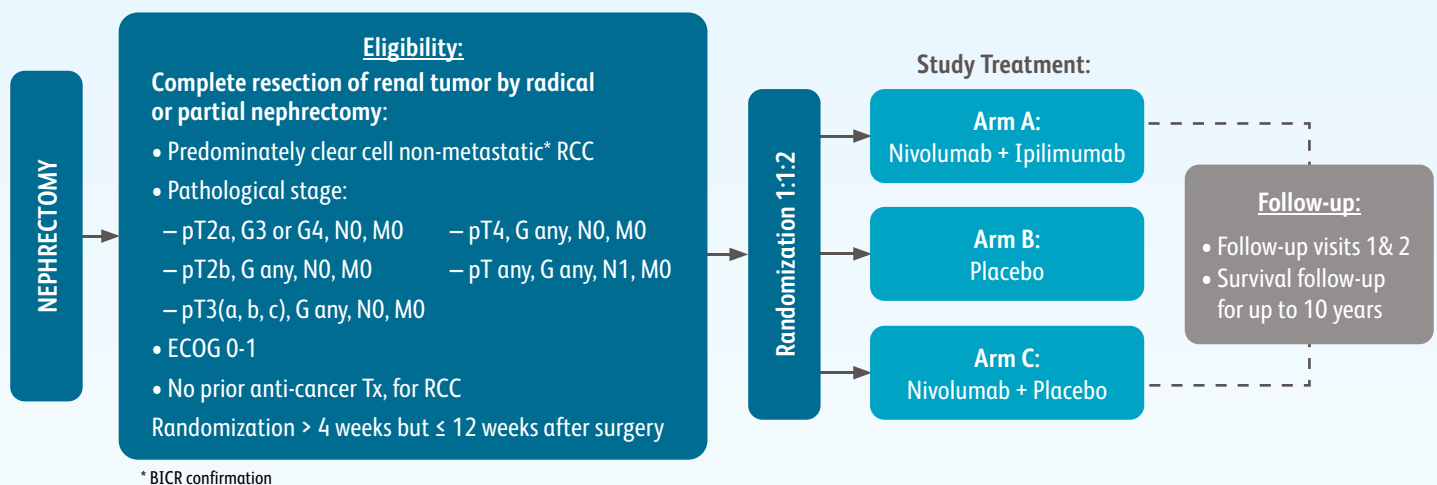 NEPHRECTOMY
Eligibility:
Complete resection of renal tumor by radical
or partial nephrectomy:
• Predominately clear cell non-metastatic* RCC
• Pathological stage:
– pT2a, G3 or G4, N0, M0
– pT2b, G any, N0, M0
– pT3(a, b, c), G any, N0, M0
– pT4, G any, N0, M0
– pT any, G any, N1, M0
• ECOG 0-1
• No prior anti-cancer Tx, for RCC
Randomization > 4 weeks but ≤ 12 weeks after surgery
* BICR confirmation
Randomization 1:1:2
Study Treatment:
Arm A:
Nivolumab + Ipilimumab
Arm B:
Placebo
Arm C:
Nivolumab + Placebo
Follow-up:
• Follow-up visits 1& 2
• Survival follow-up
for up to 10 years